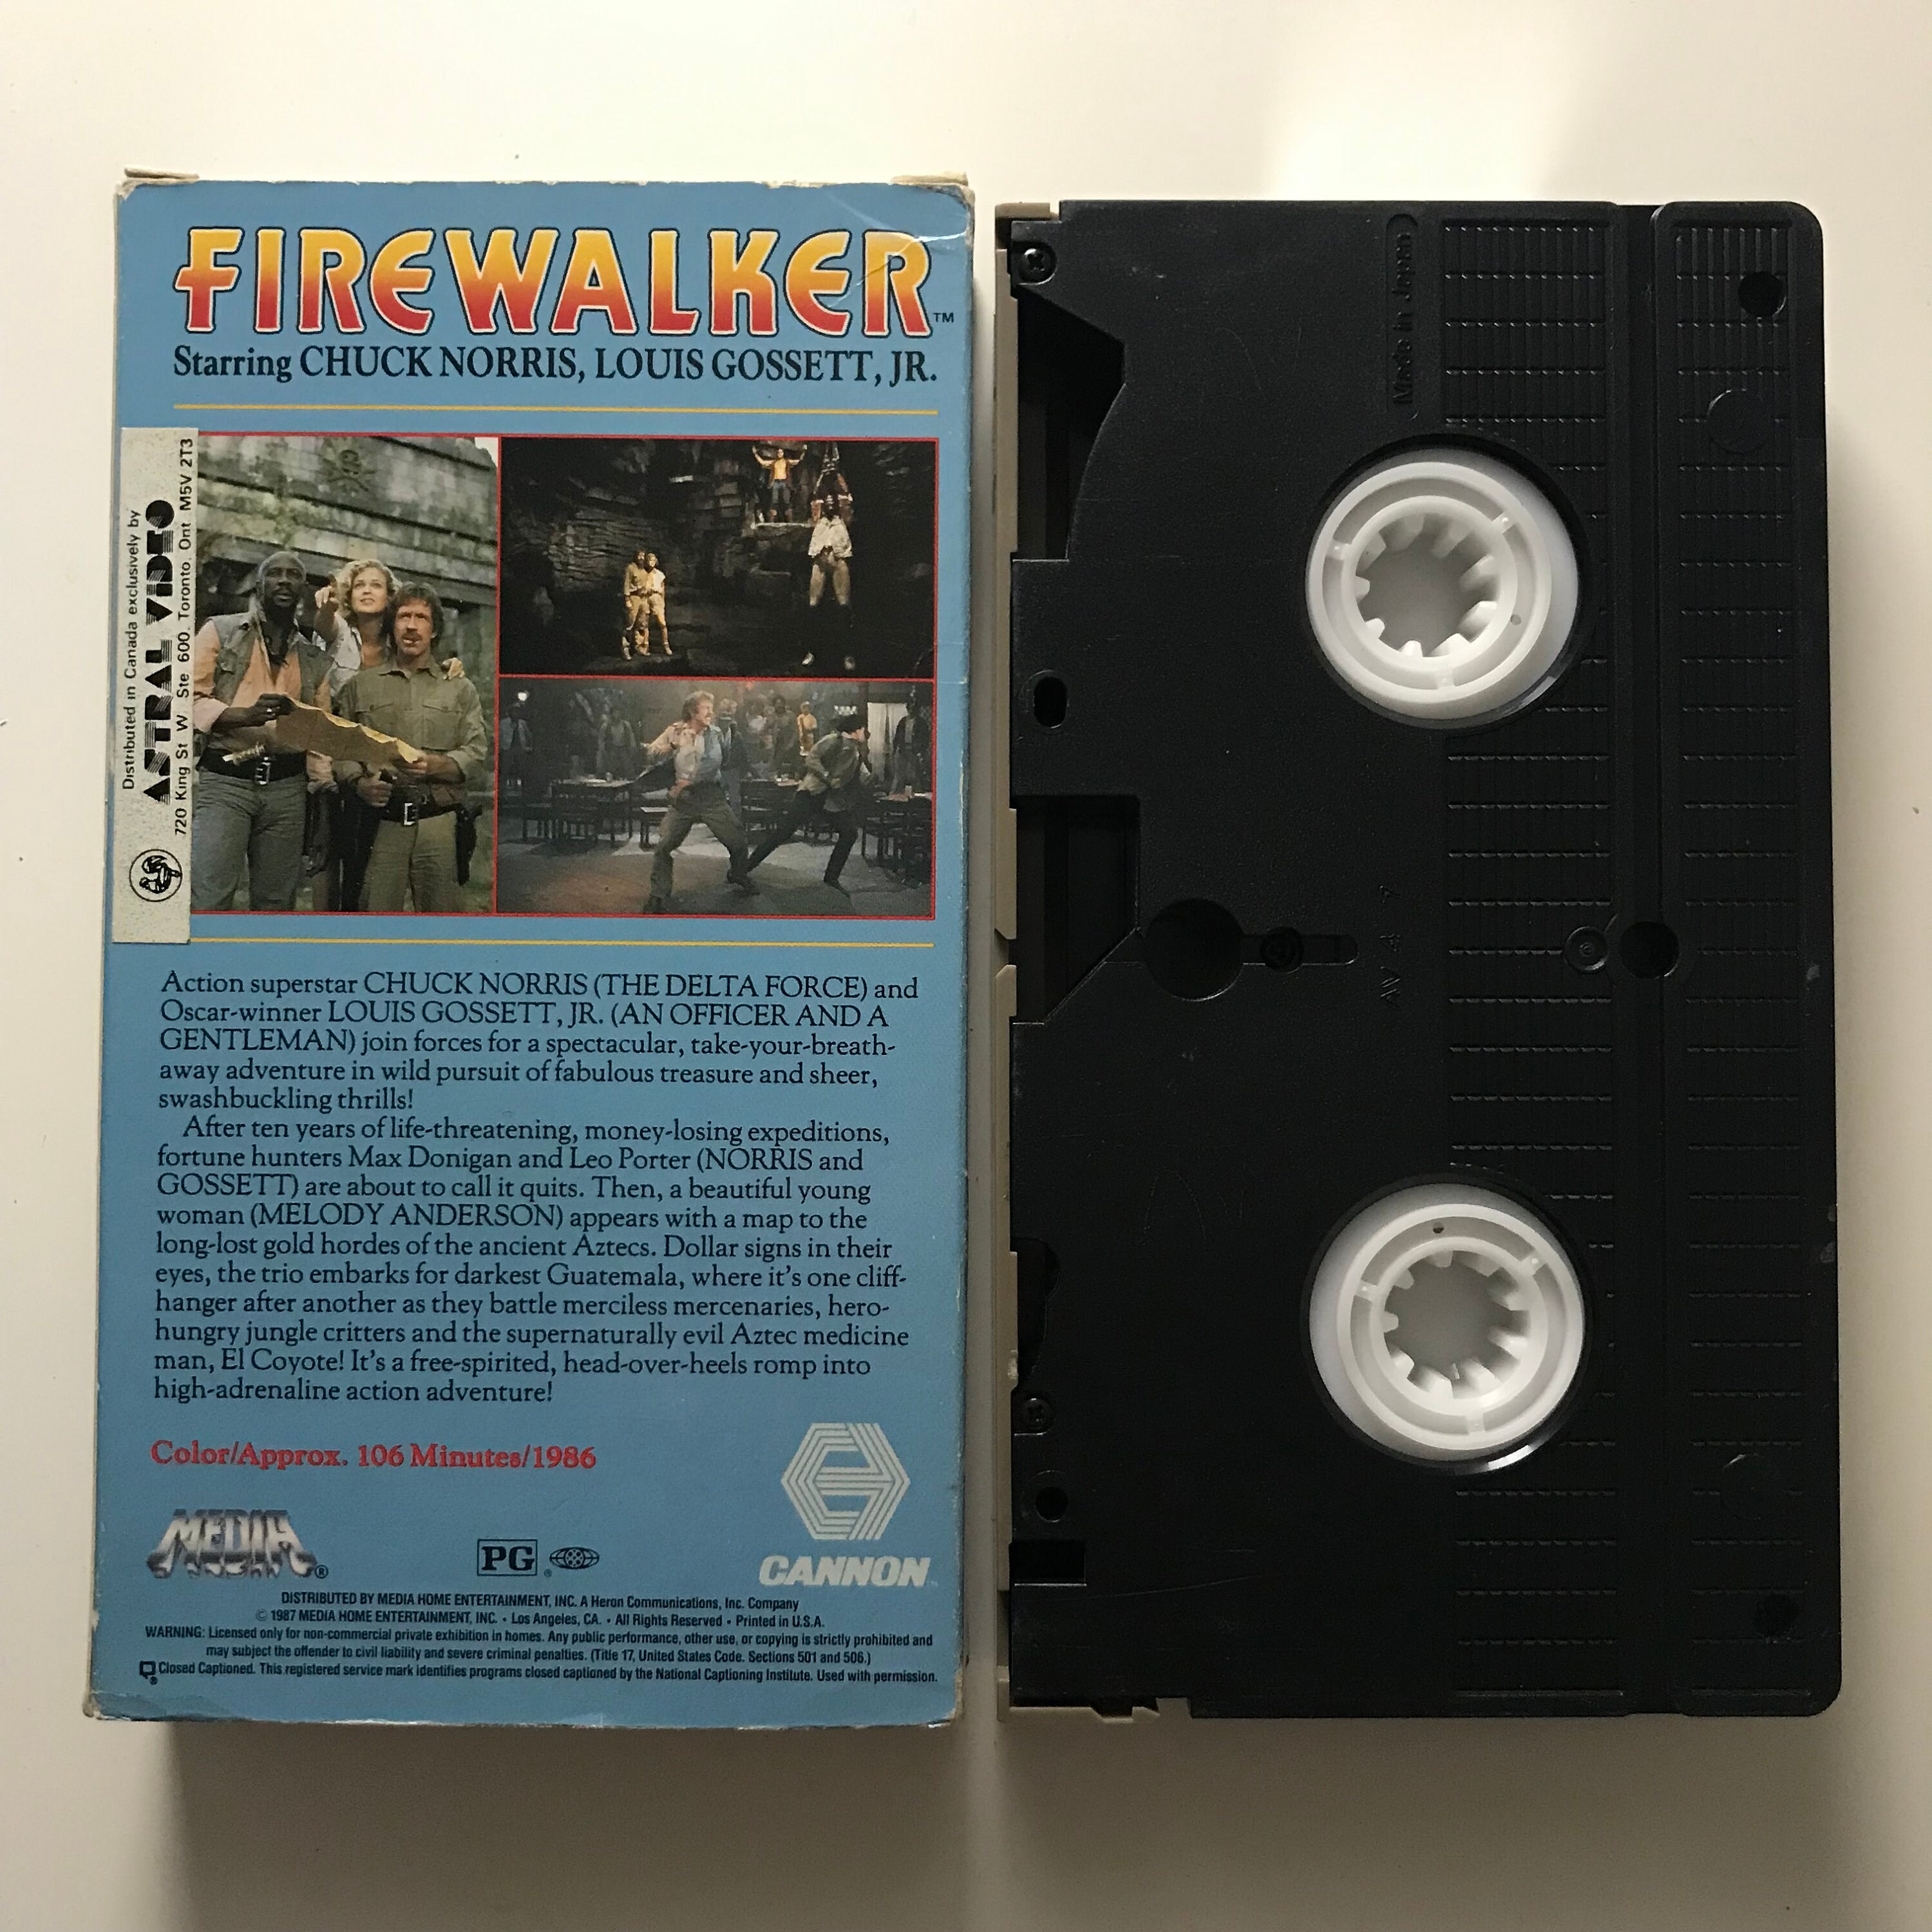 FIREWALKER™
Starring CHUCK NORRIS, LOUIS GOSSETT, JR.
Distributed in Canada exclusively by
ASTRAL VIDEO
720 King St W Ste 600. Toronto. Ont M5V 2T3
Action superstar CHUCK NORRIS (THE DELTA FORCE) and
Oscar-winner LOUIS GOSSETT, JR. (AN OFFICER AND A
GENTLEMAN) join forces for a spectacular, take-your-breath-
away adventure in wild pursuit of fabulous treasure and sheer,
swashbuckling thrills!
After ten years of life-threatening, money-losing expeditions,
fortune hunters Max Donigan and Leo Porter (NORRIS and
GOSSETT) are about to call it quits. Then, a beautiful young
woman (MELODY ANDERSON) appears with a map to the
long-lost gold hordes of the ancient Aztecs. Dollar signs in their
eyes, the trio embarks for darkest Guatemala, where it's one cliff-
hanger after another as they battle merciless mercenaries, hero-
hungry jungle critters and the supernaturally evil Aztec medicine
man, El Coyote! It's a free-spirited, head-over-heels romp into
high-adrenaline action adventure!
Color/Approx. 106 Minutes/1986
MEDIA®
PG®
CANNON
DISTRIBUTED BY MEDIA HOME ENTERTAINMENT, INC. A Heron Communications, Inc. Company
© 1987 MEDIA HOME ENTERTAINMENT, INC. • Los Angeles, CA. • All Rights Reserved • Printed in U.S.A.
WARNING: Licensed only for non-commercial private exhibition in homes. Any public performance, other use, or copying is strictly prohibited and
may subject the offender to civil liability and severe criminal penalties. (Title 17, United States Code. Sections 501 and 506.)
Closed Captioned. This registered service mark identifies programs closed captioned by the National Captioning Institute. Used with permission.
Made in Japan